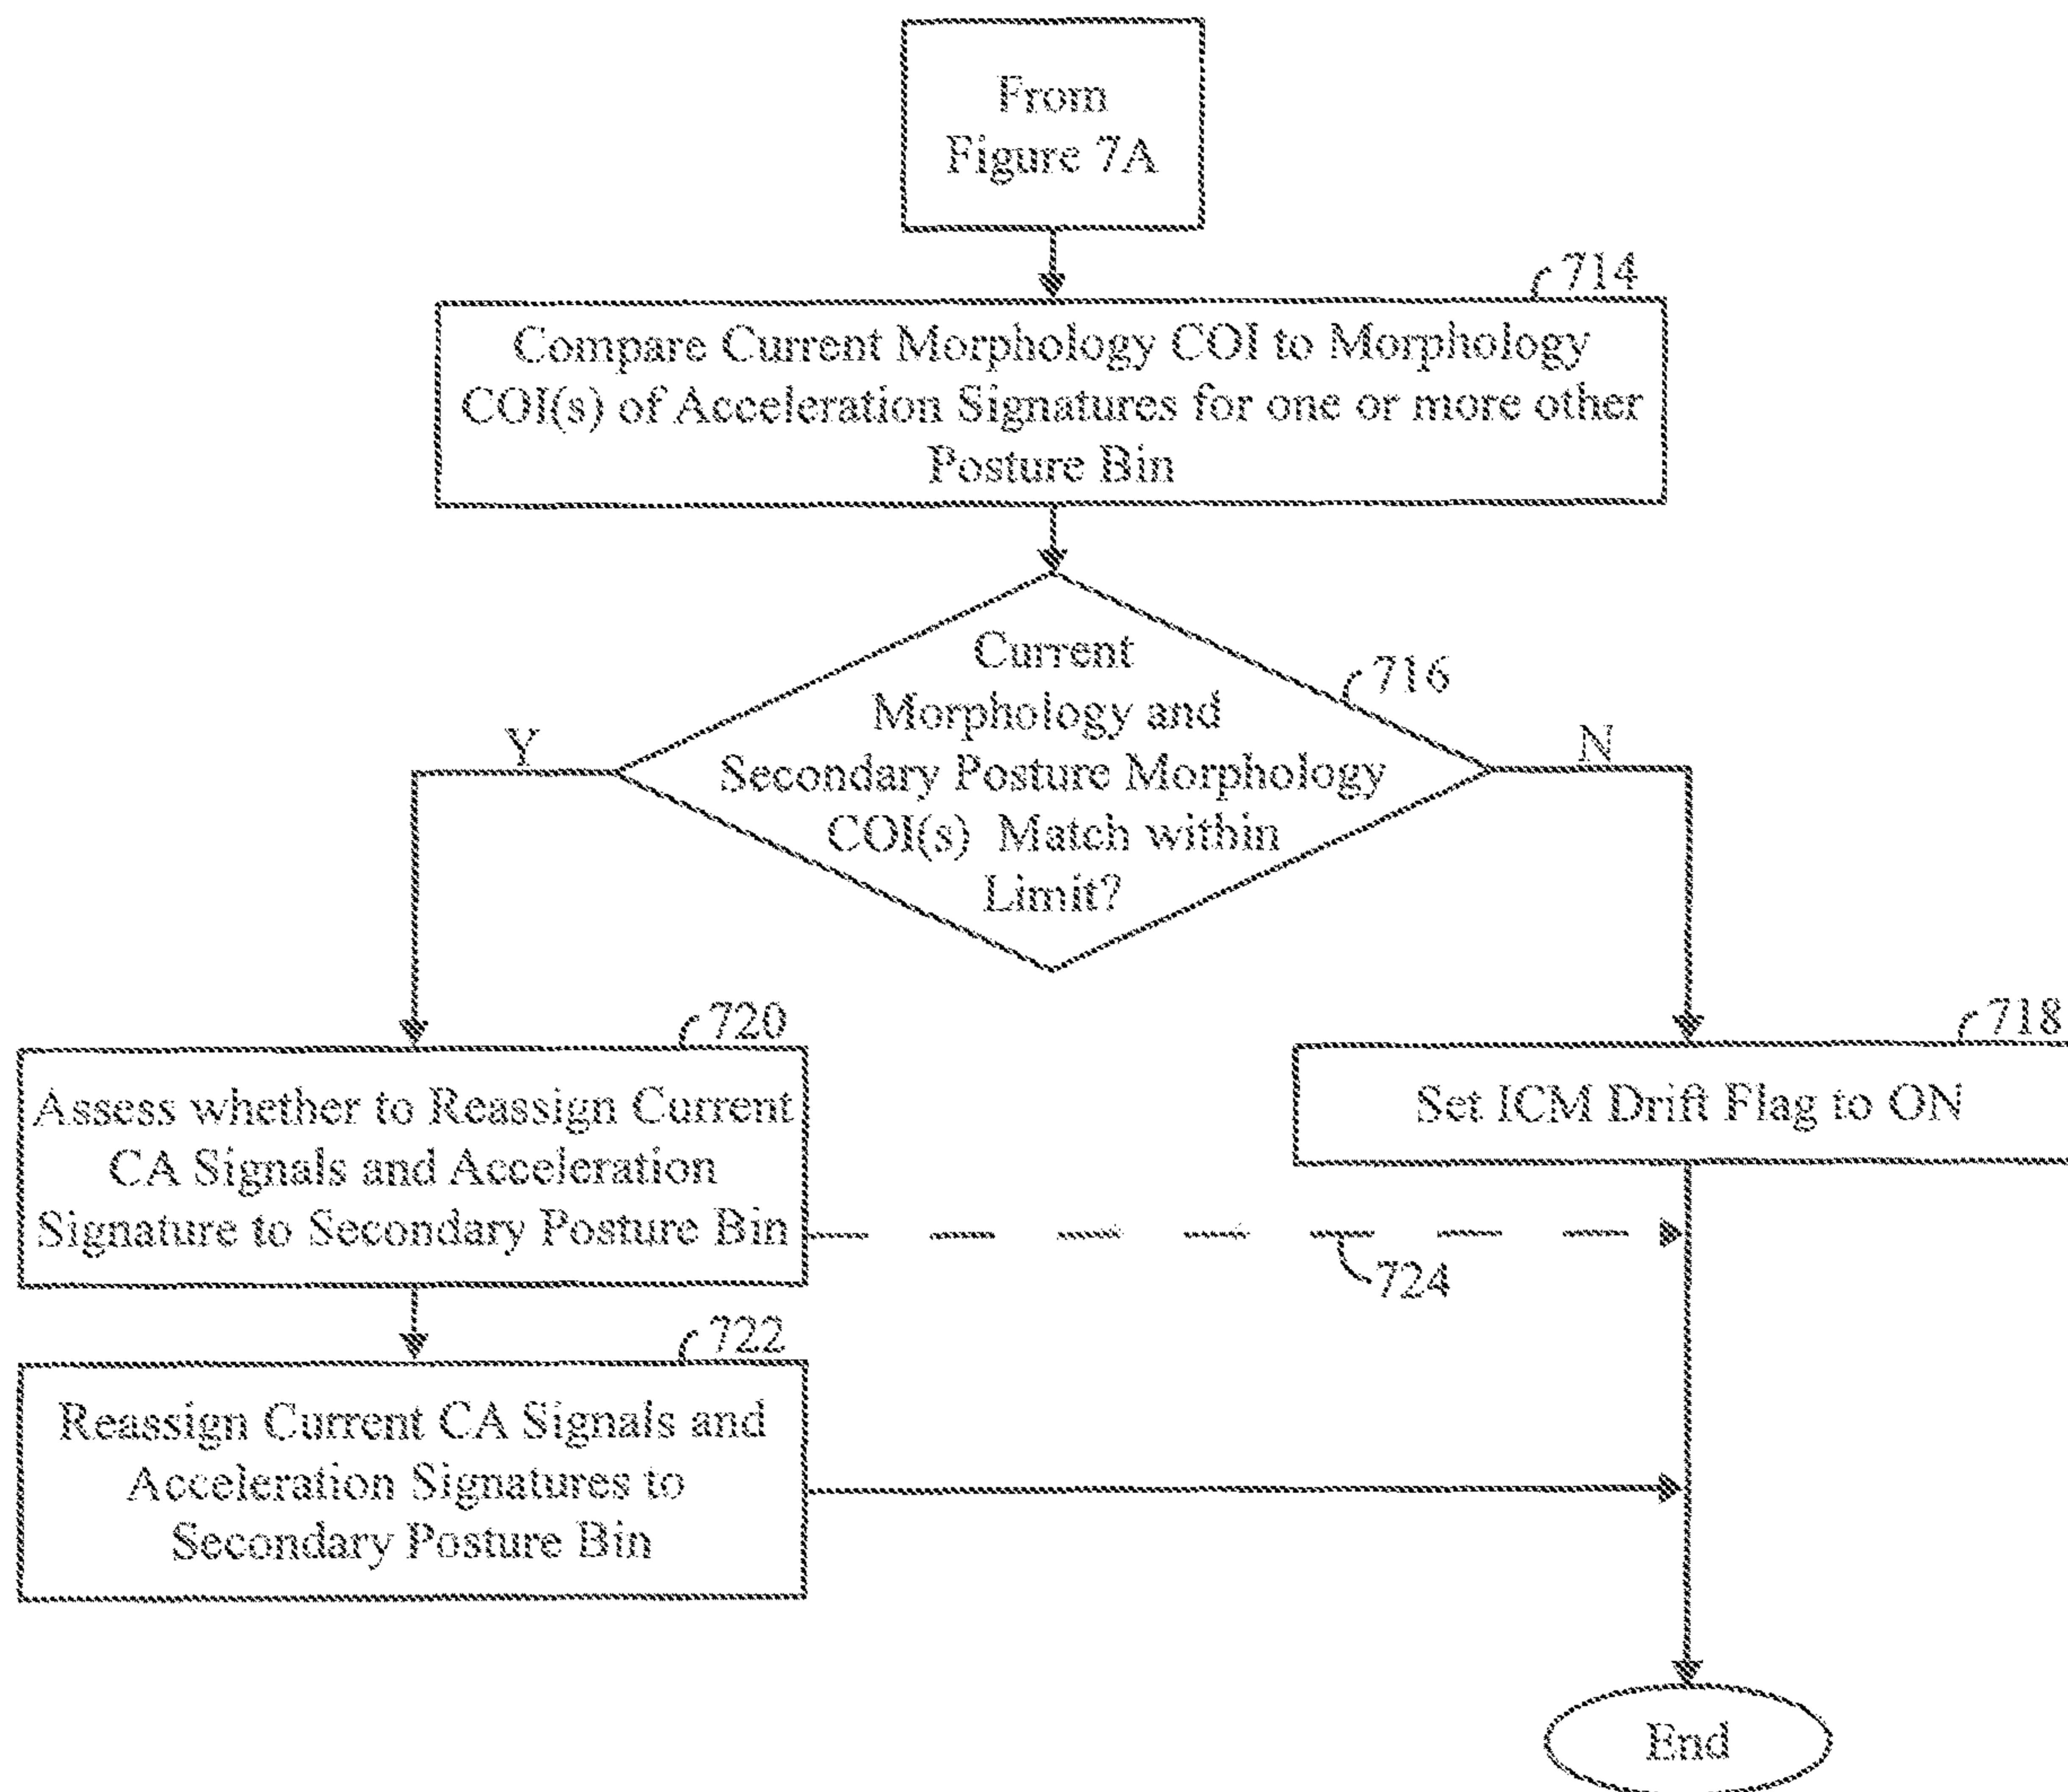 From
Figure 7A
714
Compare Current Morphology COI to Morphology
COI(s) of Acceleration Signatures for one or more other
Posture Bin
716
Current
Morphology and
Secondary Posture Morphology
COI(s) Match within
Limit?
Y
N
720
Assess whether to Reassign Current
CA Signals and Acceleration
Signature to Secondary Posture Bin
718
Set ICM Drift Flag to ON
724
722
Reassign Current CA Signals and
Acceleration Signatures to
Secondary Posture Bin
End